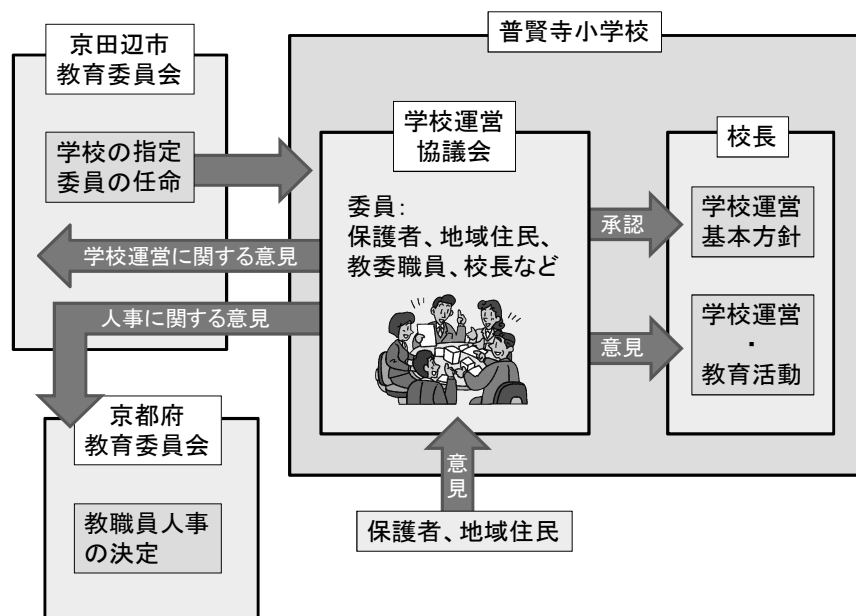 京田辺市
教育委員会
学校の指定
委員の任命
学校運営に関する意見
人事に関する意見
京都府
教育委員会
教職員人事
の決定
普賢寺小学校
学校運営
協議会
委員：
保護者、地域住民、
教委職員、校長など
承認
意見
校長
学校運営
基本方針
学校運営
・
教育活動
意見
保護者、地域住民